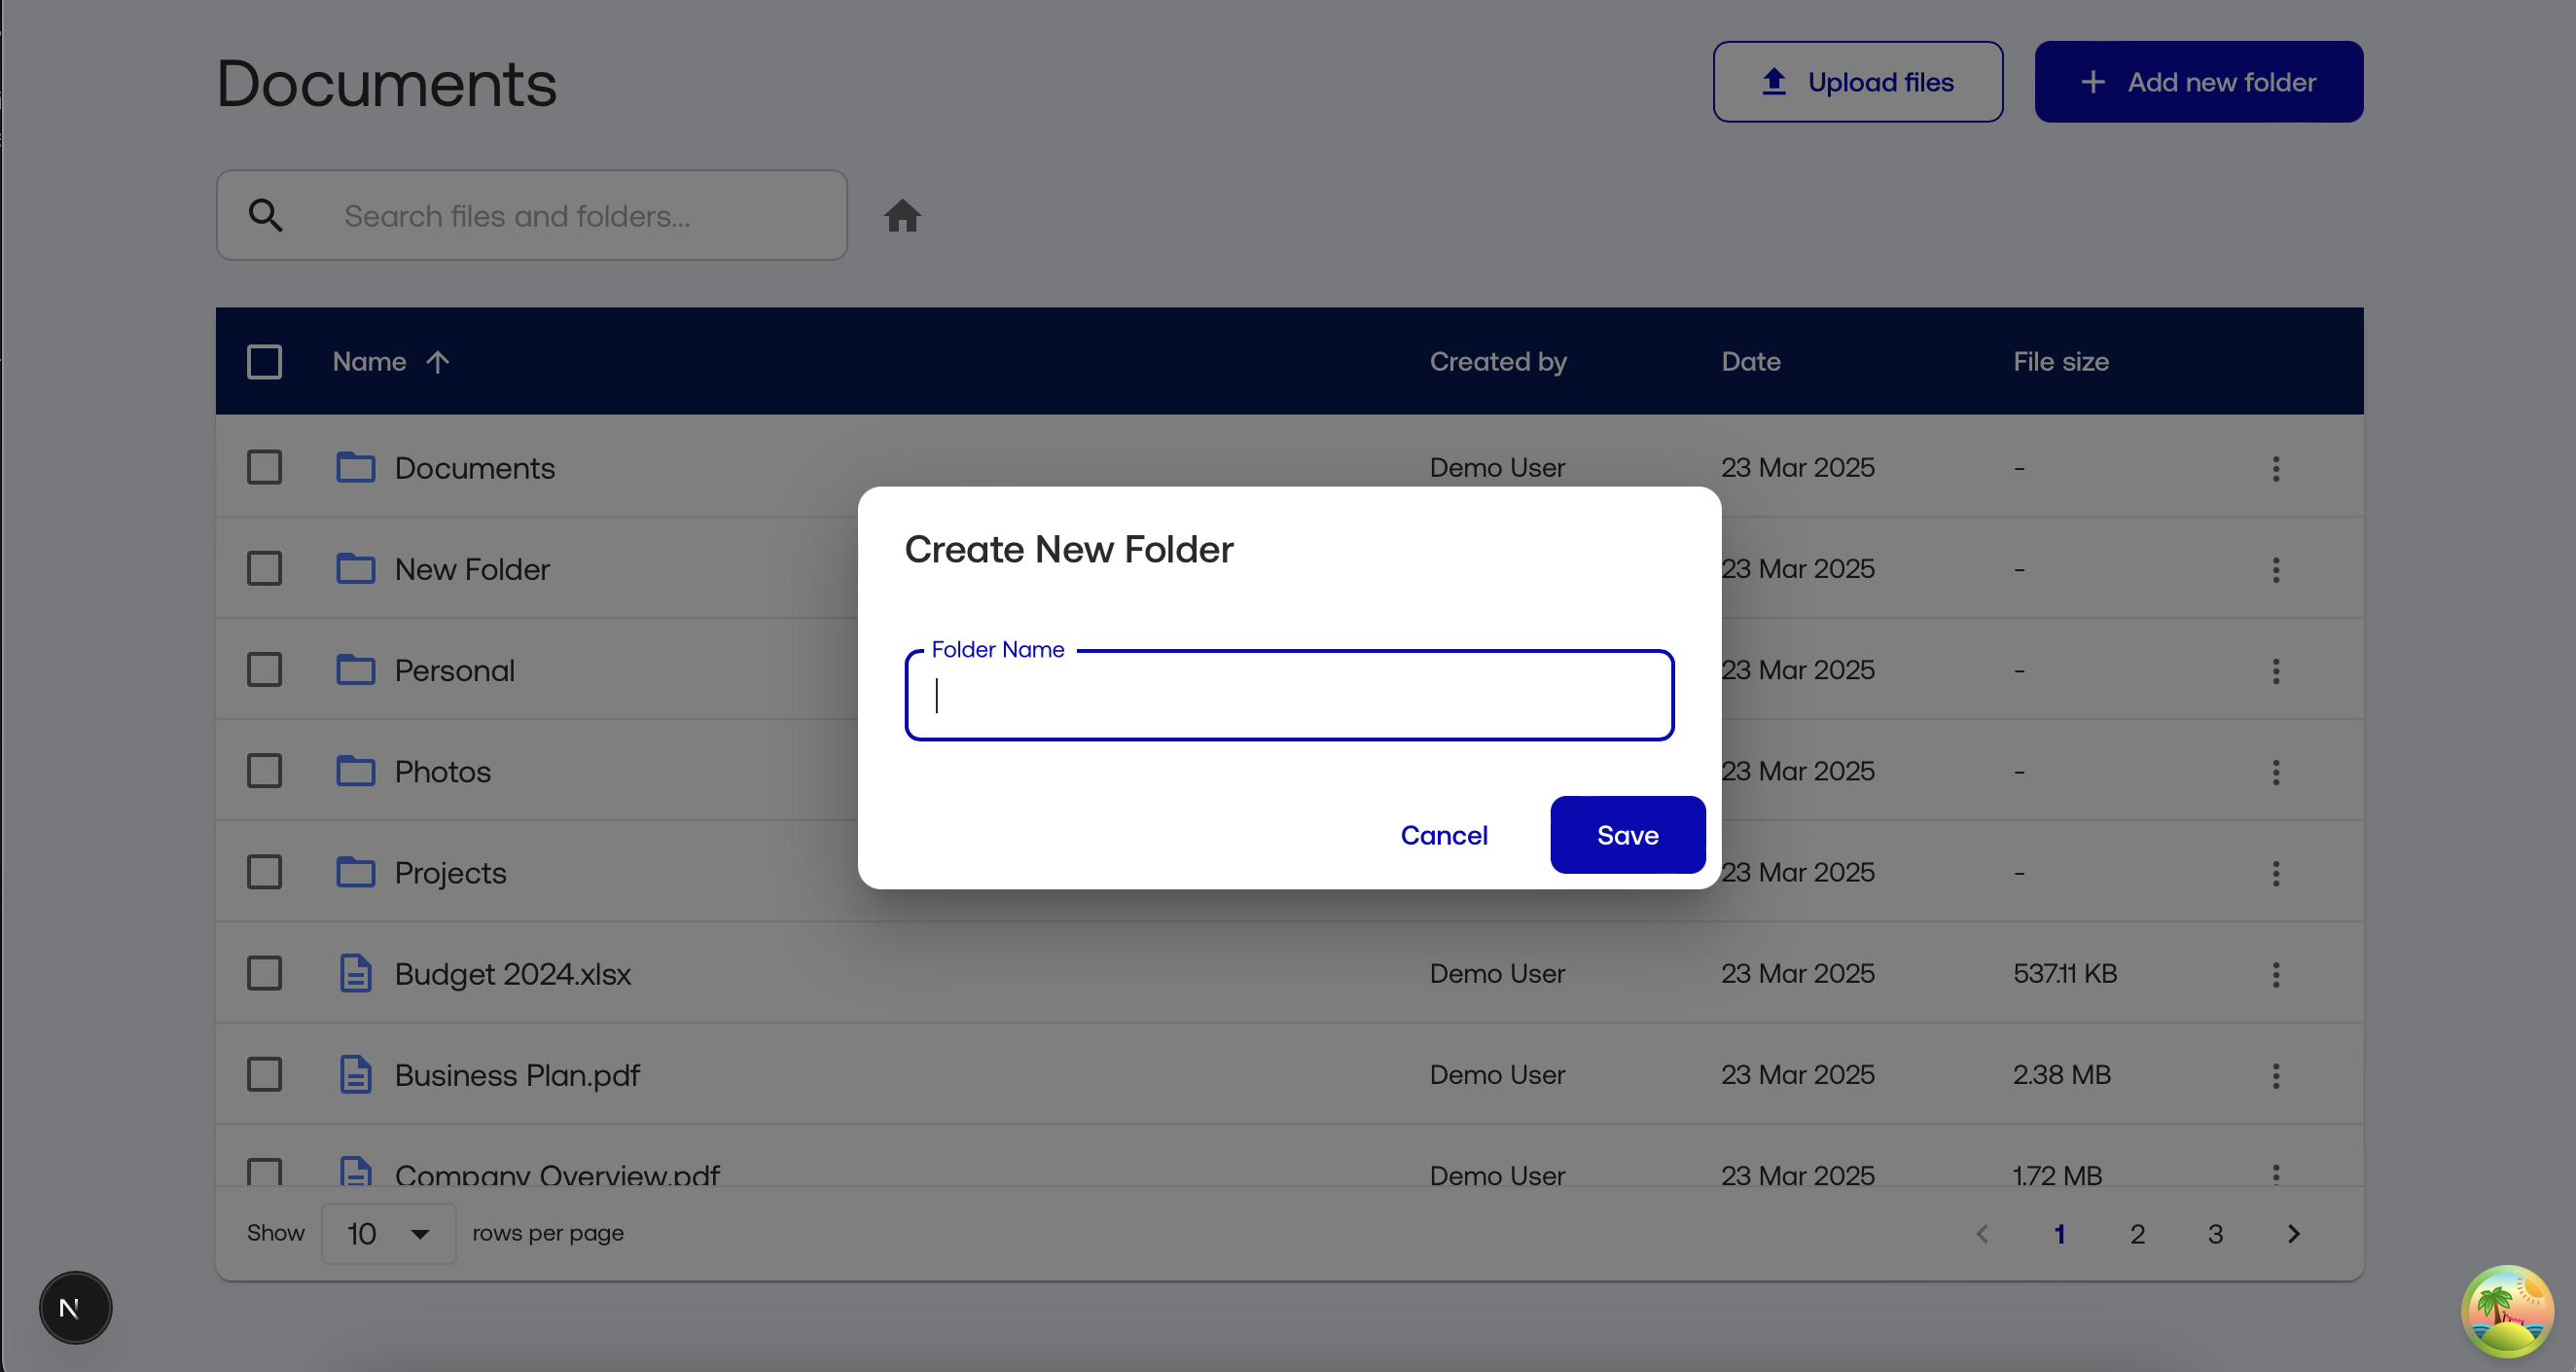 Documents
Upload files
Add new folder
Search files and folders...
Name Created by Date File size
Documents Demo User 23 Mar 2025 -
Create New Folder
New Folder 23 Mar 2025 -
Folder Name
Personal 23 Mar 2025 -
Photos 23 Mar 2025 -
Cancel Save
Projects 23 Mar 2025 -
Budget 2024.xlsx Demo User 23 Mar 2025 537.11 KB
Business Plan.pdf Demo User 23 Mar 2025 2.38 MB
Company Overview.pdf Demo User 23 Mar 2025 1.72 MB
Show 10 rows per page 1 2 3
N